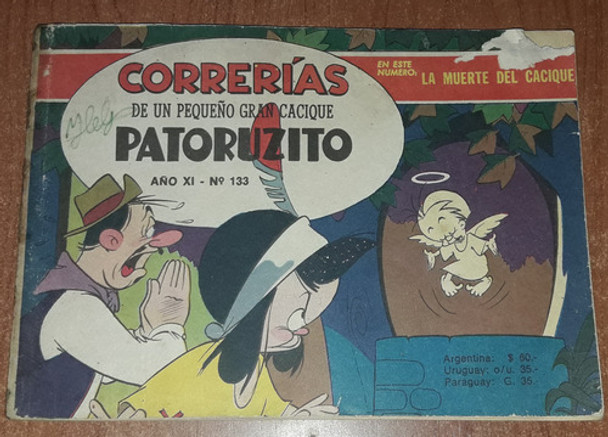 CORRERÍAS
DE UN PEQUEÑO GRAN CACIQUE
PATORUZITO
AÑO XI - Nº 133
EN ESTE
NUMERO: LA MUERTE DEL CACIQUE
Argentina: $ 60.-
Uruguay: o/u. 35.-
Paraguay: G. 35.-